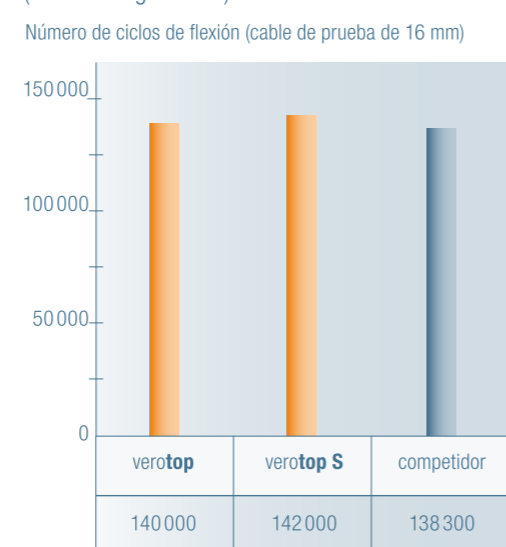 Número de ciclos de flexión (cable de prueba de 16 mm)
150 000
100 000
50 000
0
verotop verotop S competidor
140 000 142 000 138 300